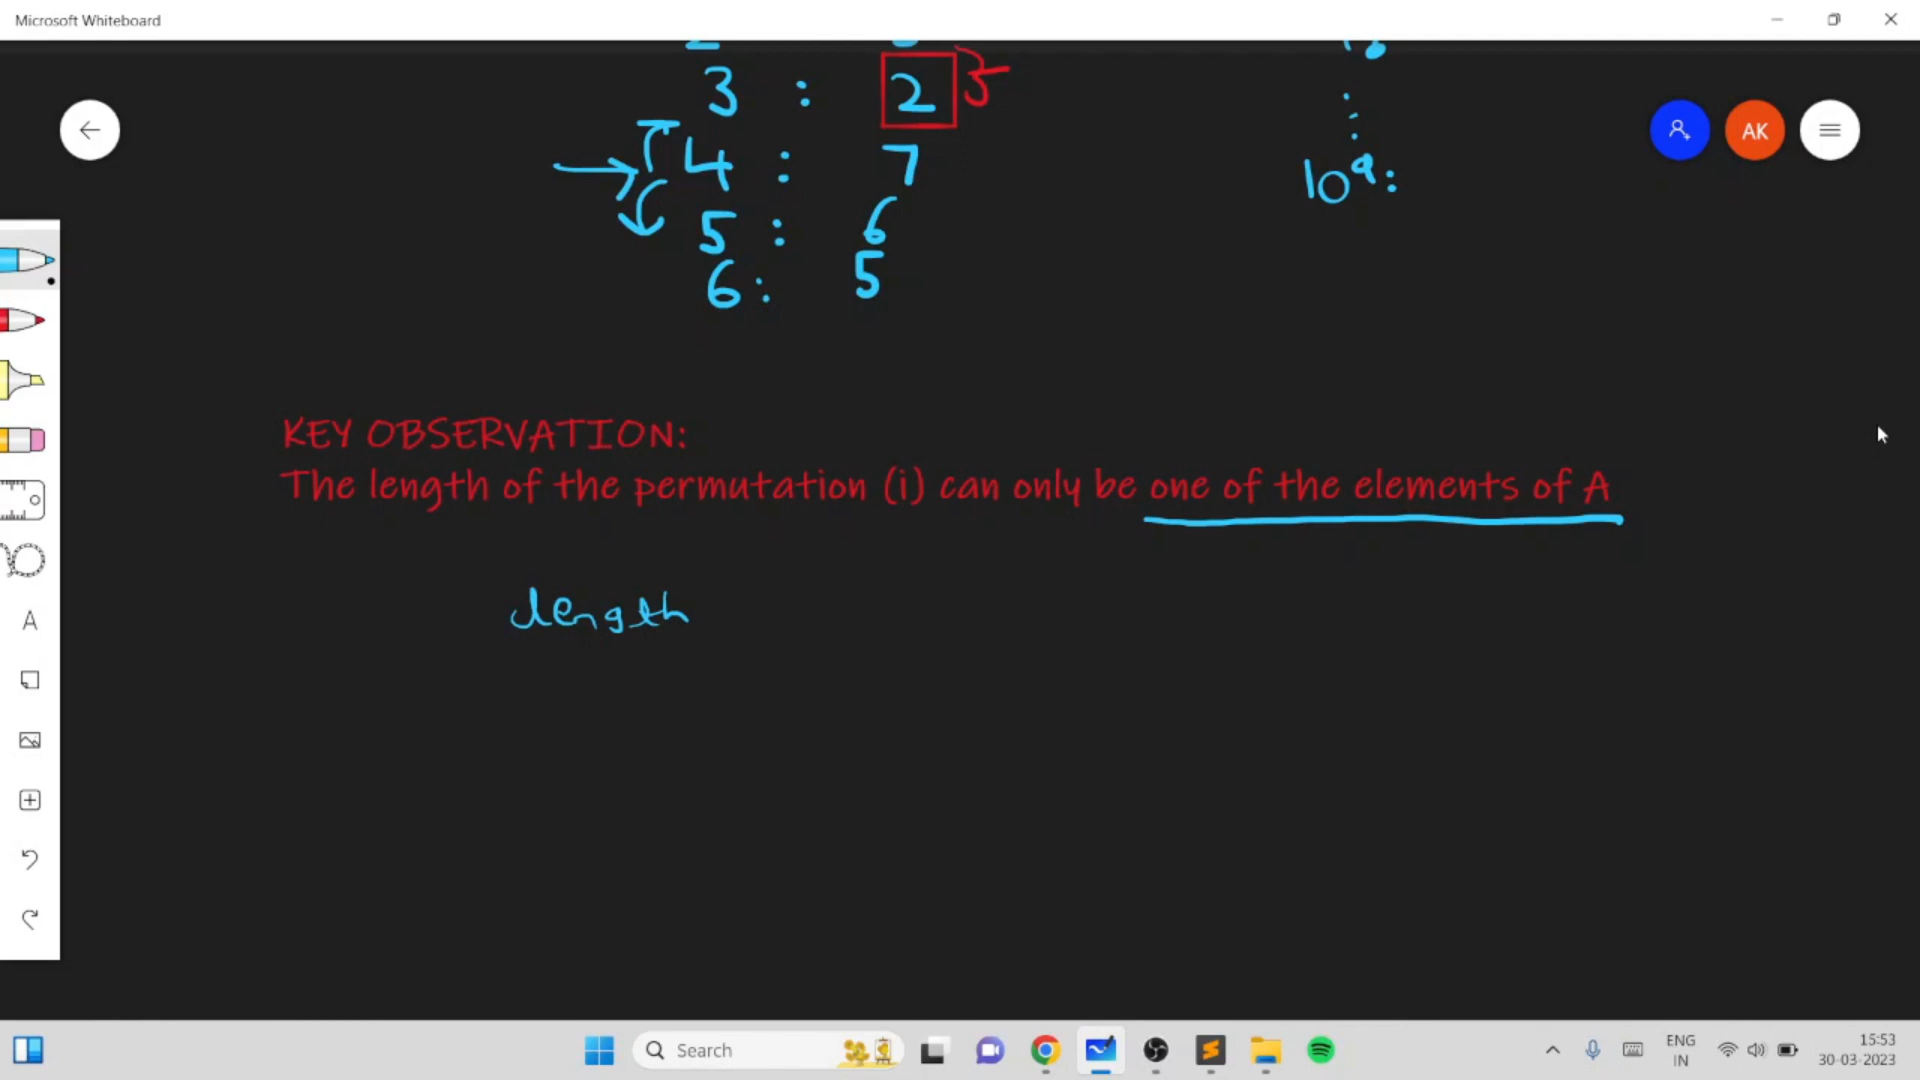 Microsoft Whiteboard
3 : 2
4 : 7
5 : 6
6 : 5
10⁹:
AK
KEY OBSERVATION:
The length of the permutation (i) can only be one of the elements of A
length
A
Search
ENG
IN
15:53
30-03-2023